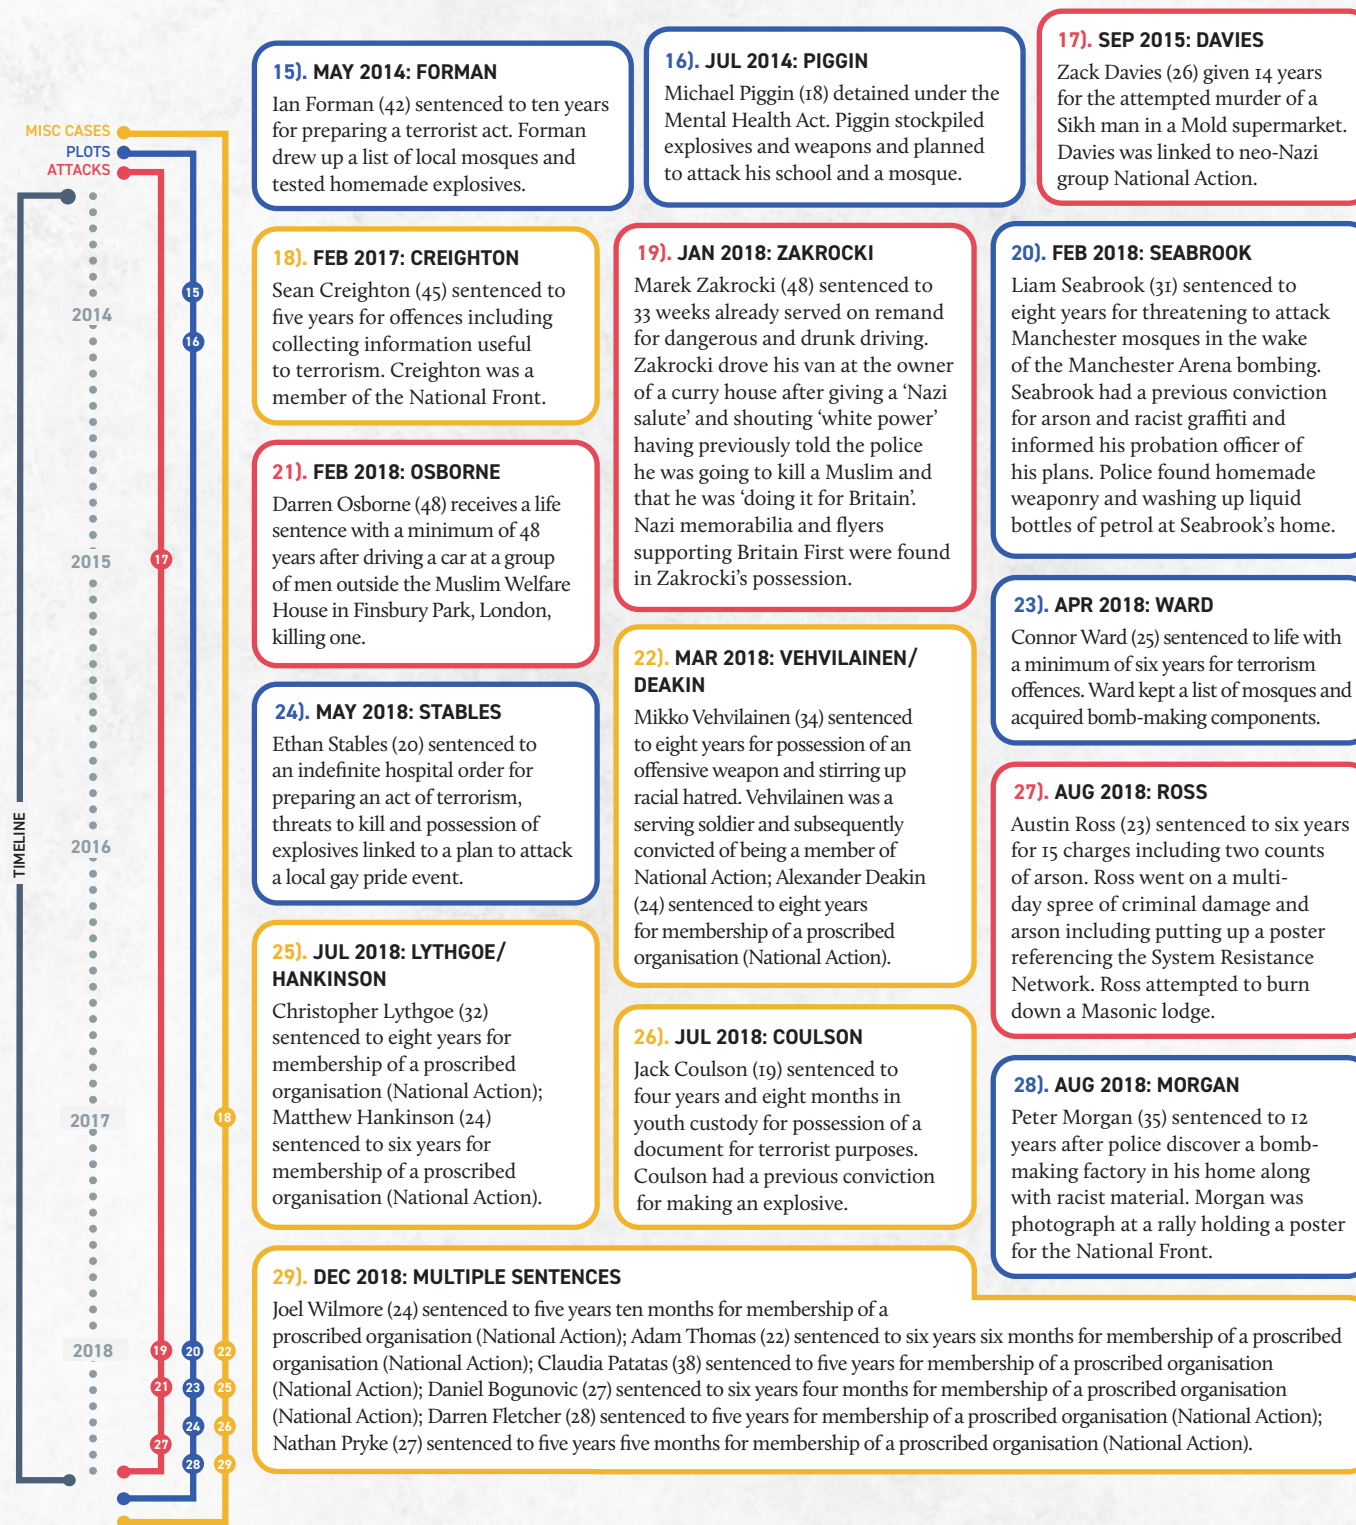 MISC CASES
PLOTS
ATTACKS
TIMELINE
2014
2015
2016
2017
2018
15
16
17
18
19
20
22
21
23
25
24
26
27
28
29
15). MAY 2014: FORMAN
Ian Forman (42) sentenced to ten years
for preparing a terrorist act. Forman
drew up a list of local mosques and
tested homemade explosives.
16). JUL 2014: PIGGIN
Michael Piggin (18) detained under the
Mental Health Act. Piggin stockpiled
explosives and weapons and planned
to attack his school and a mosque.
17). SEP 2015: DAVIES
Zack Davies (26) given 14 years
for the attempted murder of a
Sikh man in a Mold supermarket.
Davies was linked to neo-Nazi
group National Action.
18). FEB 2017: CREIGHTON
Sean Creighton (45) sentenced to
five years for offences including
collecting information useful
to terrorism. Creighton was a
member of the National Front.
19). JAN 2018: ZAKROCKI
Marek Zakrocki (48) sentenced to
33 weeks already served on remand
for dangerous and drunk driving.
Zakrocki drove his van at the owner
of a curry house after giving a ‘Nazi
salute’ and shouting ‘white power’
having previously told the police
he was going to kill a Muslim and
that he was ‘doing it for Britain’.
Nazi memorabilia and flyers
supporting Britain First were found
in Zakrocki’s possession.
20). FEB 2018: SEABROOK
Liam Seabrook (31) sentenced to
eight years for threatening to attack
Manchester mosques in the wake
of the Manchester Arena bombing.
Seabrook had a previous conviction
for arson and racist graffiti and
informed his probation officer of
his plans. Police found homemade
weaponry and washing up liquid
bottles of petrol at Seabrook’s home.
21). FEB 2018: OSBORNE
Darren Osborne (48) receives a life
sentence with a minimum of 48
years after driving a car at a group
of men outside the Muslim Welfare
House in Finsbury Park, London,
killing one.
22). MAR 2018: VEHVILAINEN/
DEAKIN
Mikko Vehvilainen (34) sentenced
to eight years for possession of an
offensive weapon and stirring up
racial hatred. Vehvilainen was a
serving soldier and subsequently
convicted of being a member of
National Action; Alexander Deakin
(24) sentenced to eight years
for membership of a proscribed
organisation (National Action).
23). APR 2018: WARD
Connor Ward (25) sentenced to life with
a minimum of six years for terrorism
offences. Ward kept a list of mosques and
acquired bomb-making components.
24). MAY 2018: STABLES
Ethan Stables (20) sentenced to
an indefinite hospital order for
preparing an act of terrorism,
threats to kill and possession of
explosives linked to a plan to attack
a local gay pride event.
25). JUL 2018: LYTHGOE/
HANKINSON
Christopher Lythgoe (32)
sentenced to eight years for
membership of a proscribed
organisation (National Action);
Matthew Hankinson (24)
sentenced to six years for
membership of a proscribed
organisation (National Action).
26). JUL 2018: COULSON
Jack Coulson (19) sentenced to
four years and eight months in
youth custody for possession of a
document for terrorist purposes.
Coulson had a previous conviction
for making an explosive.
27). AUG 2018: ROSS
Austin Ross (23) sentenced to six years
for 15 charges including two counts
of arson. Ross went on a multi-
day spree of criminal damage and
arson including putting up a poster
referencing the System Resistance
Network. Ross attempted to burn
down a Masonic lodge.
28). AUG 2018: MORGAN
Peter Morgan (35) sentenced to 12
years after police discover a bomb-
making factory in his home along
with racist material. Morgan was
photograph at a rally holding a poster
for the National Front.
29). DEC 2018: MULTIPLE SENTENCES
Joel Wilmore (24) sentenced to five years ten months for membership of a
proscribed organisation (National Action); Adam Thomas (22) sentenced to six years six months for membership of a proscribed
organisation (National Action); Claudia Patatas (38) sentenced to five years for membership of a proscribed organisation
(National Action); Daniel Bogunovic (27) sentenced to six years four months for membership of a proscribed organisation
(National Action); Darren Fletcher (28) sentenced to five years for membership of a proscribed organisation (National Action);
Nathan Pryke (27) sentenced to five years five months for membership of a proscribed organisation (National Action).